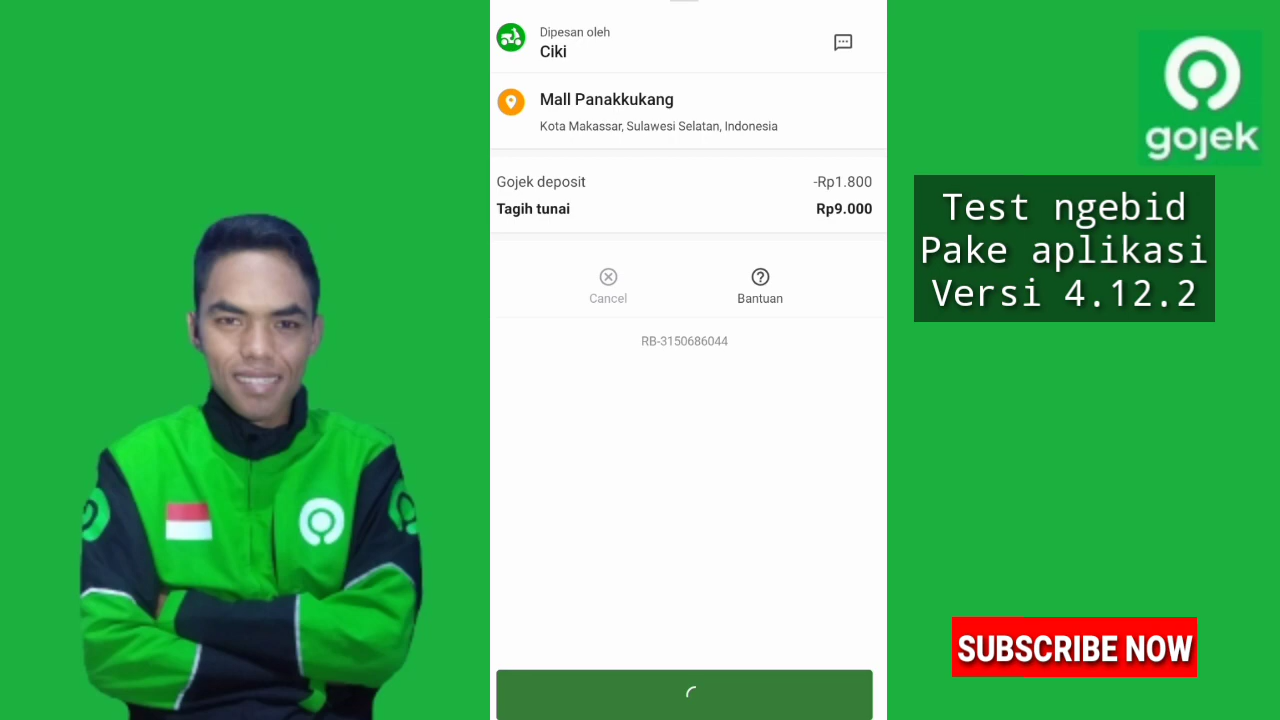 Dipesan oleh
Ciki
Mall Panakkukang
Kota Makassar, Sulawesi Selatan, Indonesia
Gojek deposit -Rp1.800
Tagih tunai Rp9.000
Cancel Bantuan
RB-3150686044
gojek
Test ngebid
Pake aplikasi
Versi 4.12.2
SUBSCRIBE NOW